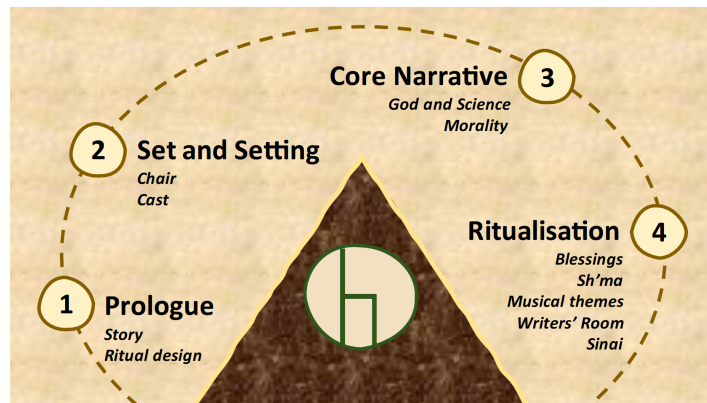 1
Prologue
Story
Ritual design
2
Set and Setting
Chair
Cast
3
Core Narrative
God and Science
Morality
4
Ritualisation
Blessings
Sh’ma
Musical themes
Writers’ Room
Sinai